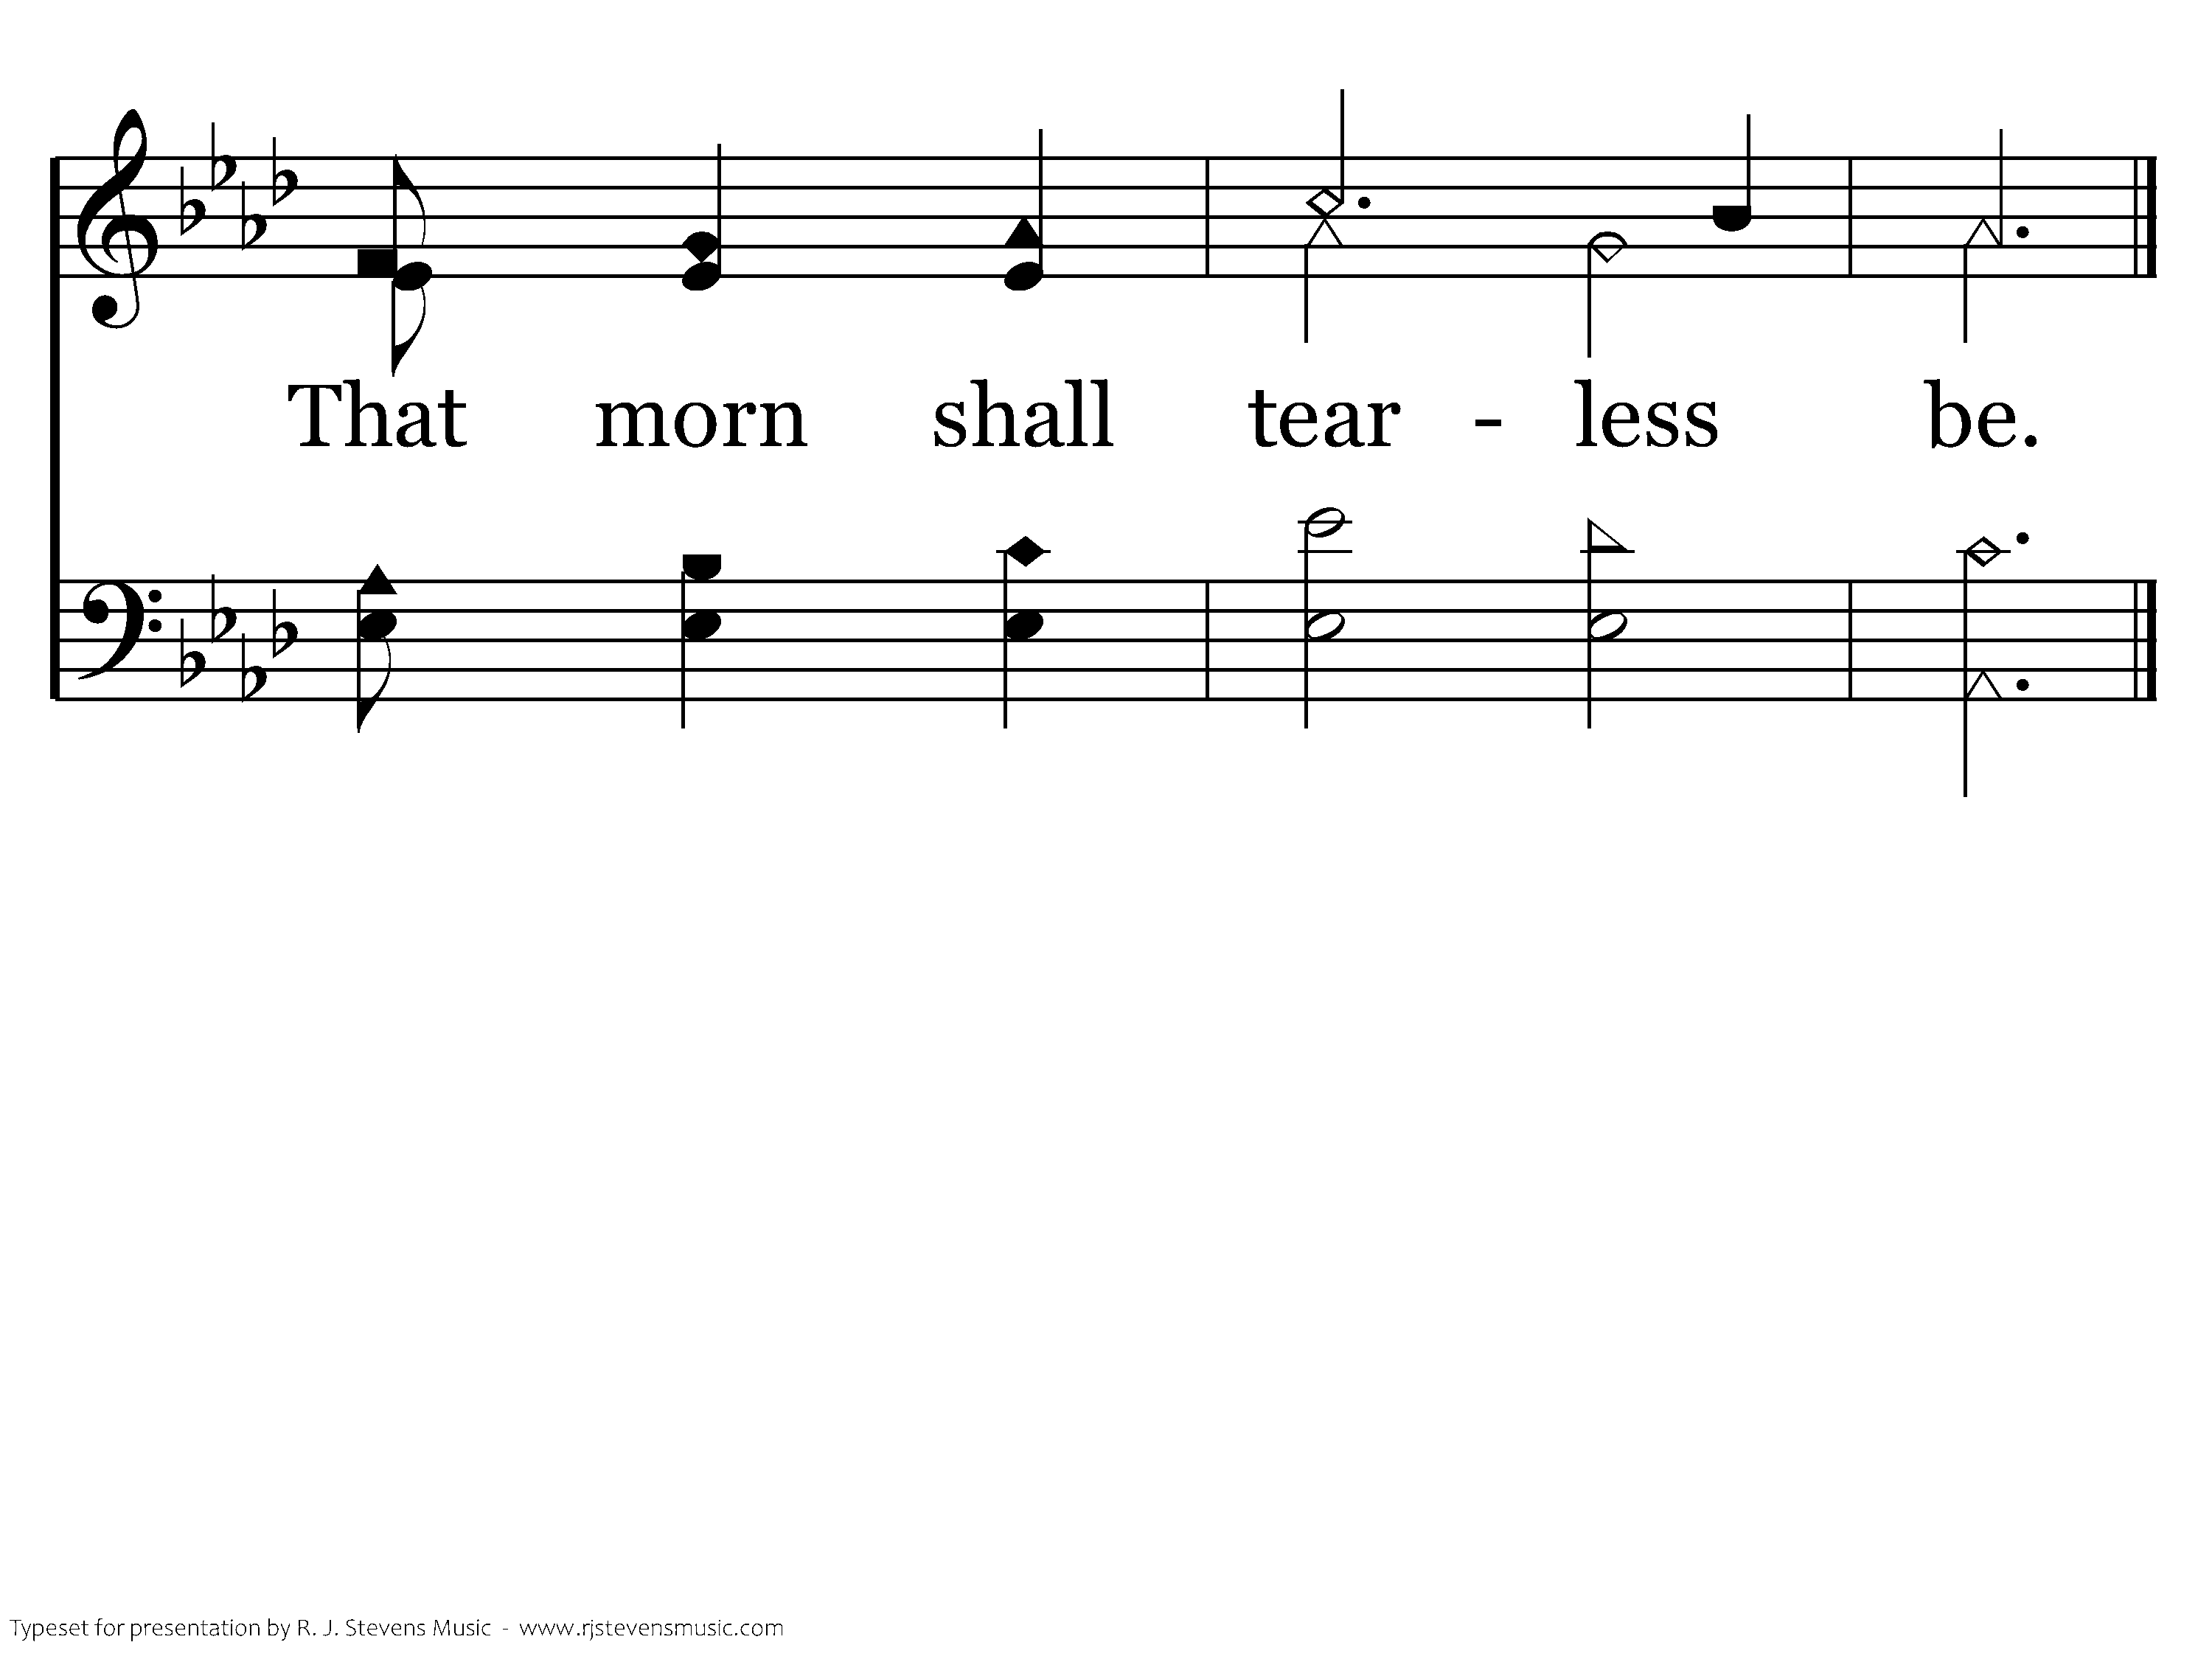 That morn shall tear - less be.
Typeset for presentation by R. J. Stevens Music - www.rjstevensmusic.com